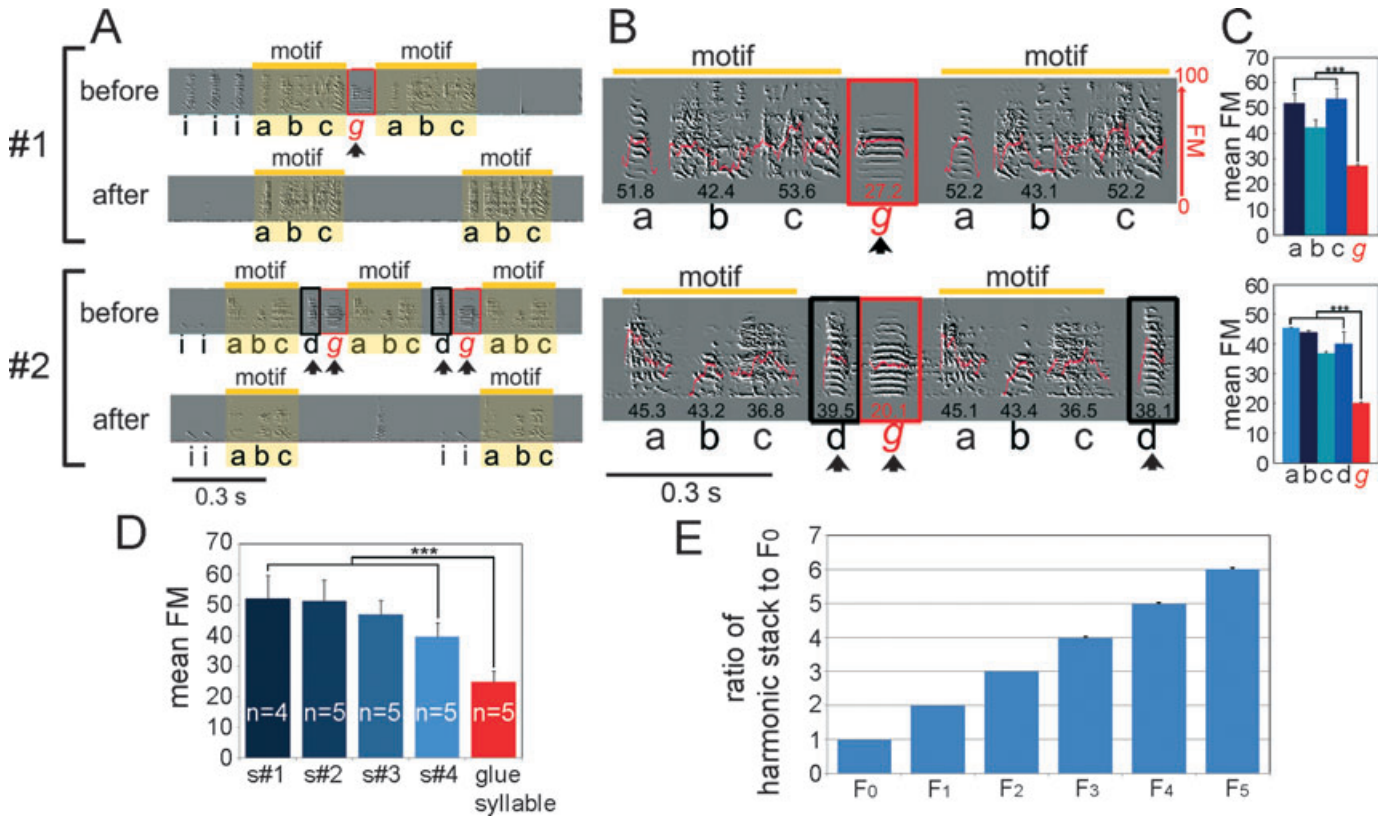 A
#1
before
motif
motif
i i i a b c g a b c
after
motif
motif
a b c a b c
#2
before
motif
motif
motif
i i a b c d g a b c d g a b c
after
motif
motif
i i a b c i i a b c
0.3 s
B
motif
motif
100
FM
0
51.8 42.4 53.6 27.2 52.2 43.1 52.2
a b c g a b c
motif
motif
45.3 43.2 36.8 39.5 20.1 45.1 43.4 36.5 38.1
a b c d g a b c d
0.3 s
C
mean FM
70
60
50
40
30
20
10
0
***
a b c g
mean FM
60
50
40
30
20
10
0
***
a b c d g
D
mean FM
70
60
50
40
30
20
10
0
***
n=4 n=5 n=5 n=5 n=5
s#1 s#2 s#3 s#4 glue
syllable
E
ratio of
harmonic stack to F0
7
6
5
4
3
2
1
0
F0 F1 F2 F3 F4 F5